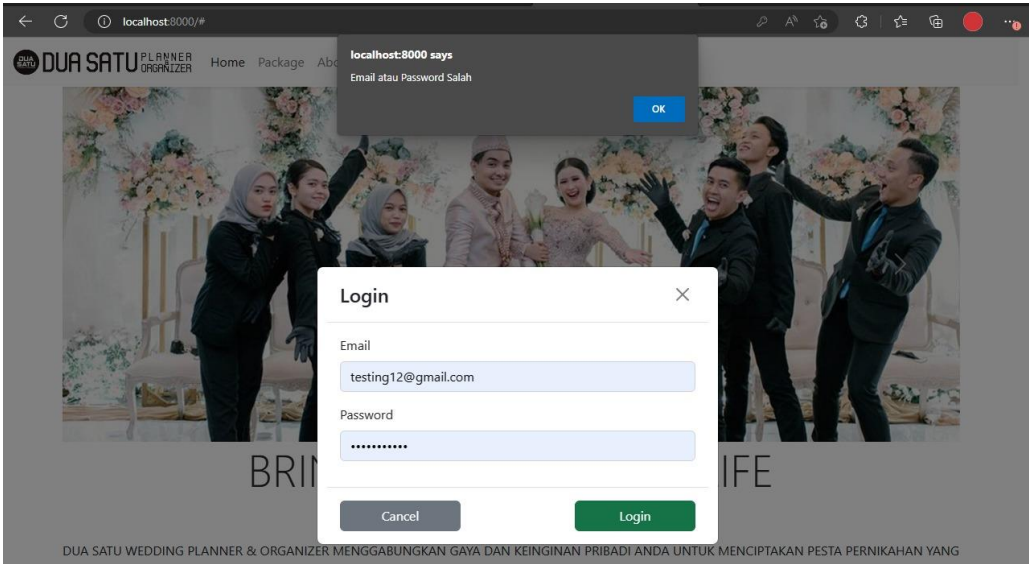 localhost:8000/#
DUA SATU
DUA SATU PLANNER ORGANIZER
Home Package
localhost:8000 says
Email atau Password Salah
OK
Login
Email
testing12@gmail.com
Password
Cancel
Login
DUA SATU WEDDING PLANNER & ORGANIZER MENGGABUNGKAN GAYA DAN KEINGINAN PRIBADI ANDA UNTUK MENCIPTAKAN PESTA PERNIKAHAN YANG